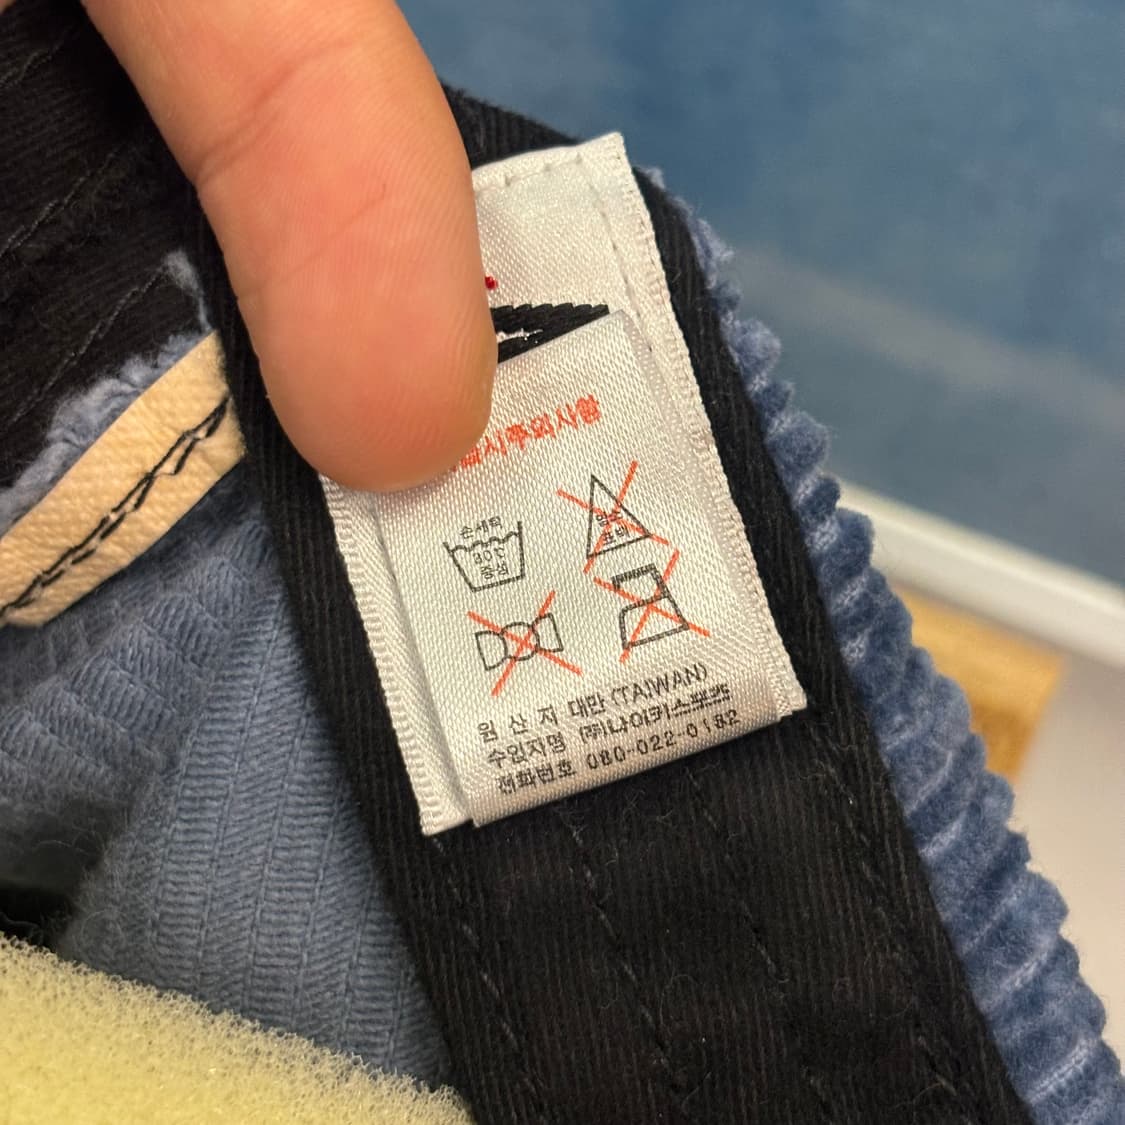 손세탁
30℃
중성
원 산 지 대만(TAIWAN)
수입자명 (주)나이키스포츠
전화번호 080-022-0182